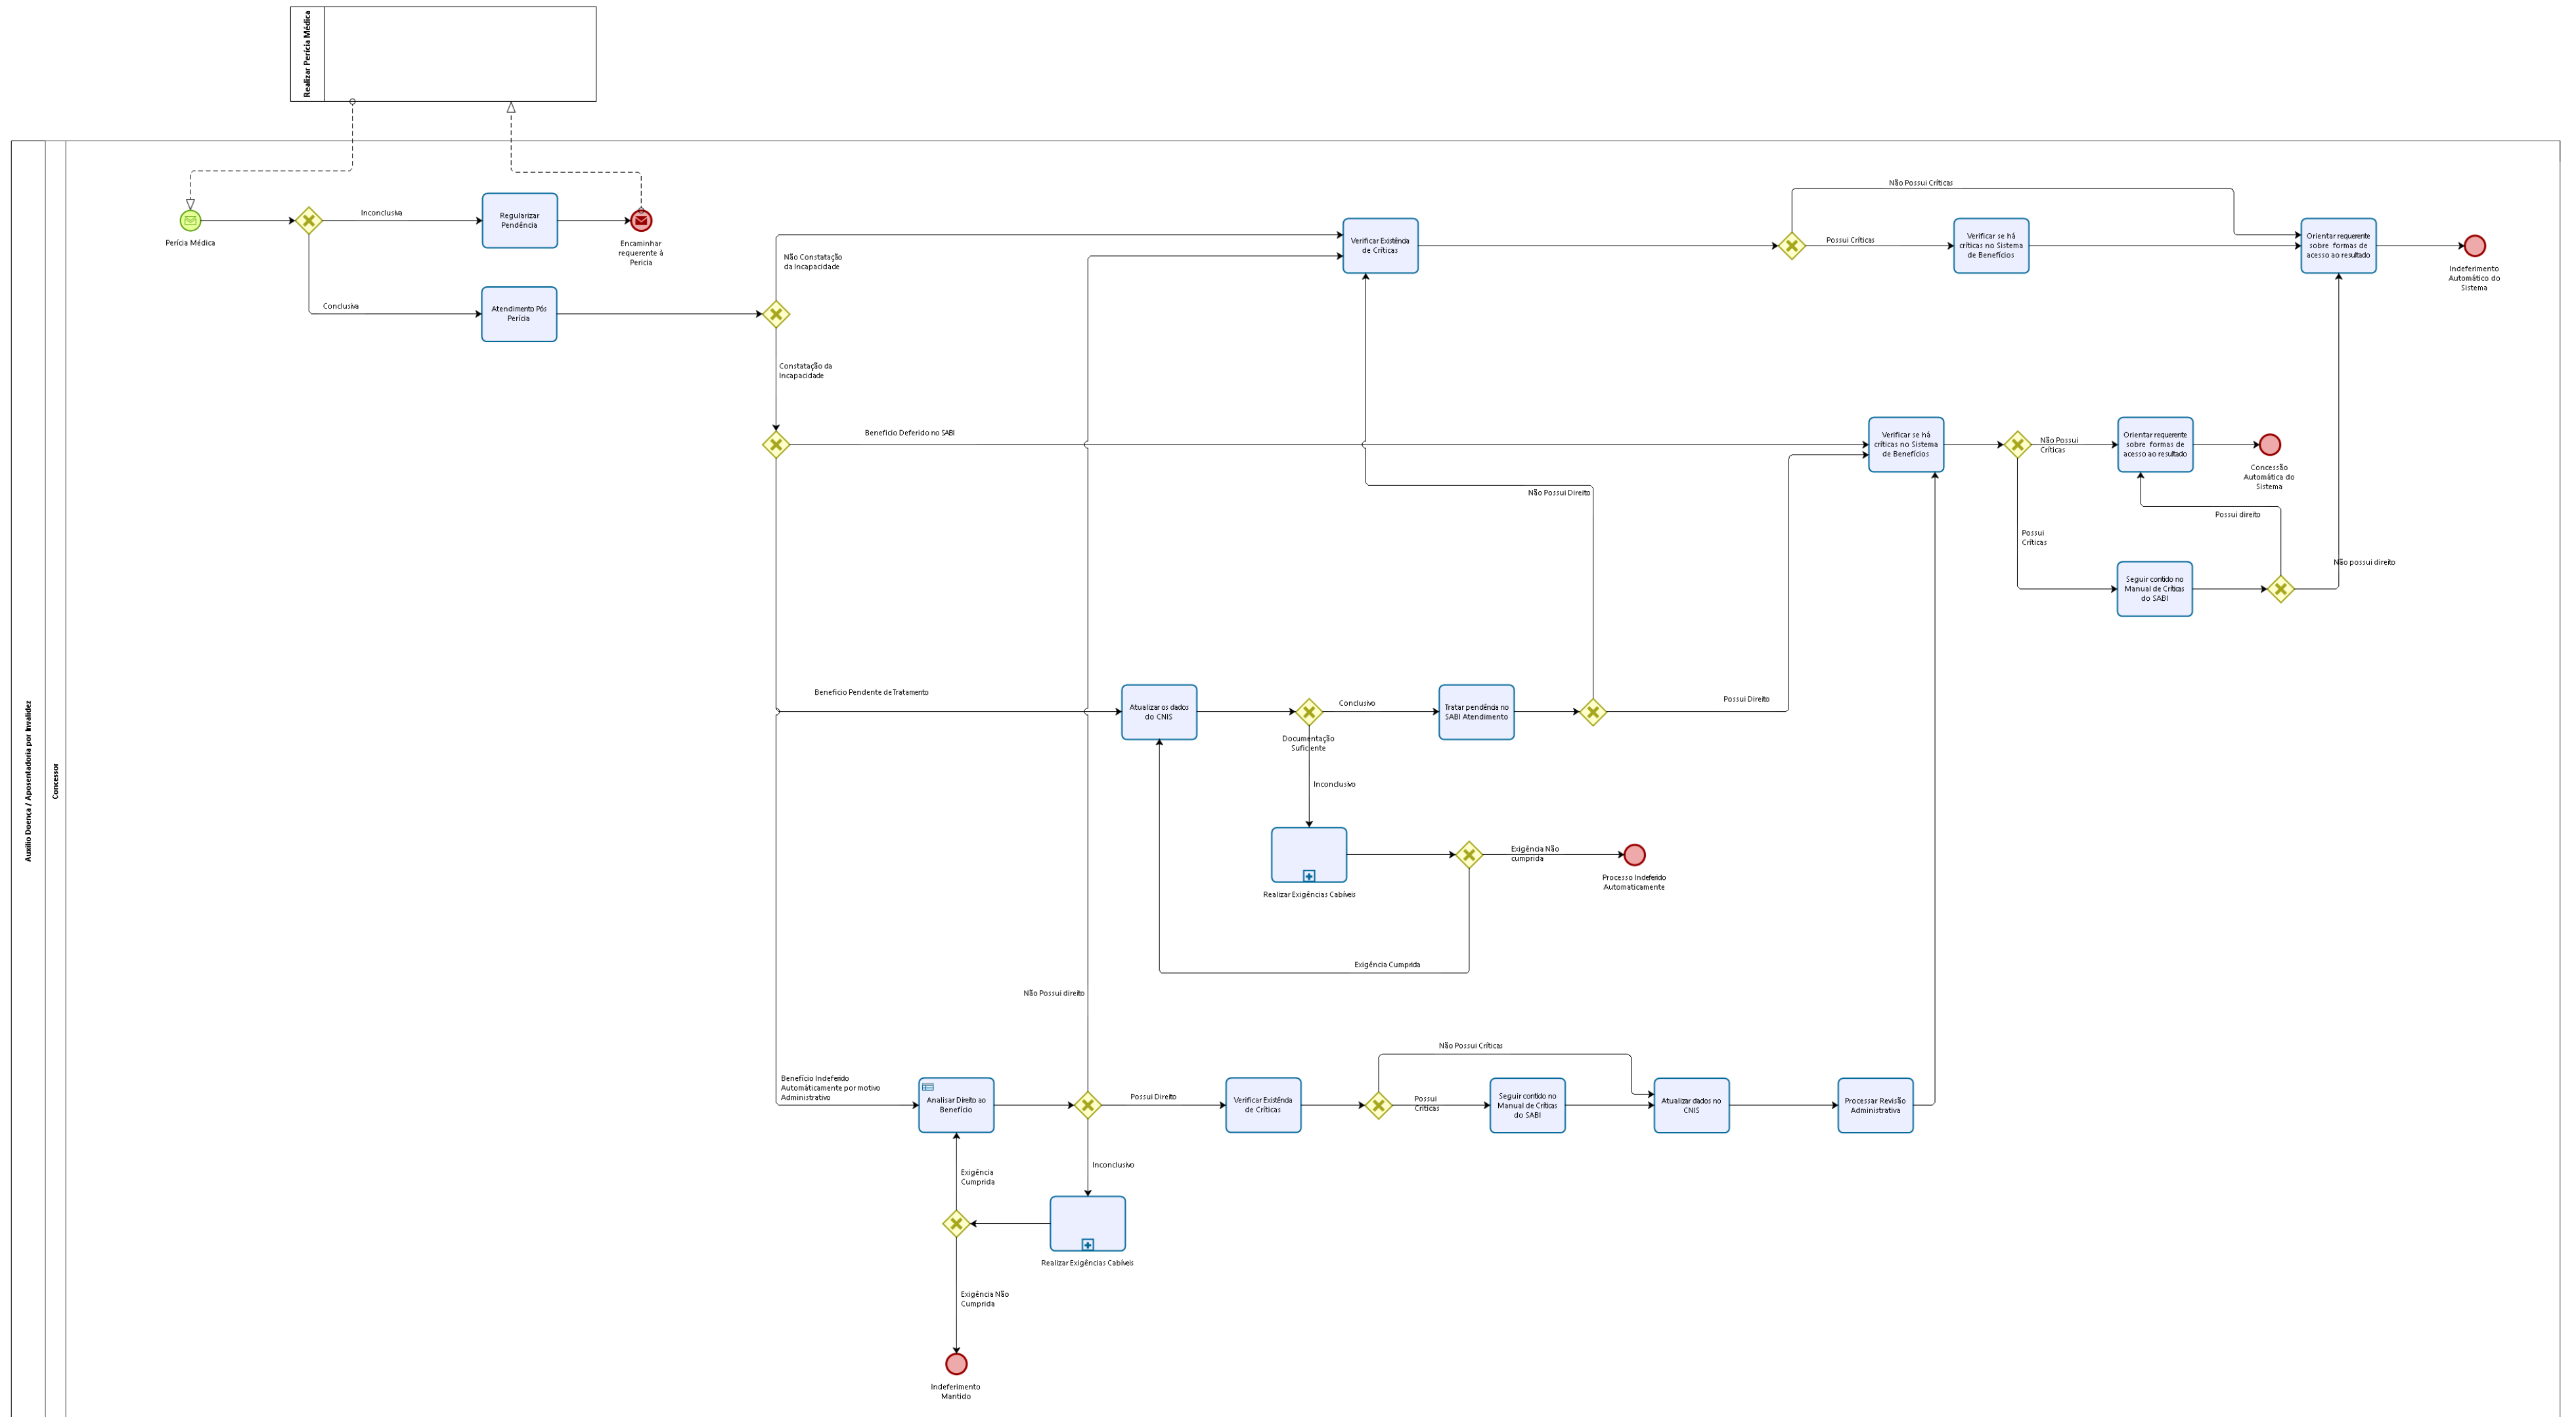 Realizar Perícia Médica
Auxílio Doença / Aposentadoria por Invalidez
Concessor
Perícia Médica
Inconclusiva
Regularizar
Pendência
Encaminhar
requerente à
Perícia
Conclusiva
Atendimento Pós
Perícia
Não Constatação
da Incapacidade
Constatação da
Incapacidade
Verificar Existência
de Críticas
Não Possui Críticas
Possui Críticas
Verificar se há
críticas no Sistema
de Benefícios
Orientar requerente
sobre formas de
acesso ao resultado
Indeferimento
Automático do
Sistema
Beneficio Deferido no SABI
Verificar se há
críticas no Sistema
de Benefícios
Não Possui
Críticas
Orientar requerente
sobre formas de
acesso ao resultado
Concessão
Automática do
Sistema
Não Possui Direito
Possui direito
Possui
Críticas
Não possui direito
Seguir contido no
Manual de Críticas
do SABI
Beneficio Pendente de Tratamento
Atualizar os dados
do CNIS
Conclusivo
Documentação
Suficiente
Tratar pendência no
SABI Atendimento
Possui Direito
Inconclusivo
Realizar Exigências Cabíveis
Exigência Não
cumprida
Processo Indeferido
Automaticamente
Exigência Cumprida
Não Possui direito
Benefício Indeferido
Automáticamente por motivo
Administrativo
Analisar Direito ao
Benefício
Possui Direito
Verificar Existência
de Críticas
Não Possui Críticas
Possui
Críticas
Seguir contido no
Manual de Críticas
do SABI
Atualizar dados no
CNIS
Processar Revisão
Administrativa
Inconclusivo
Exigência
Cumprida
Realizar Exigências Cabíveis
Exigência Não
Cumprida
Indeferimento
Mantido